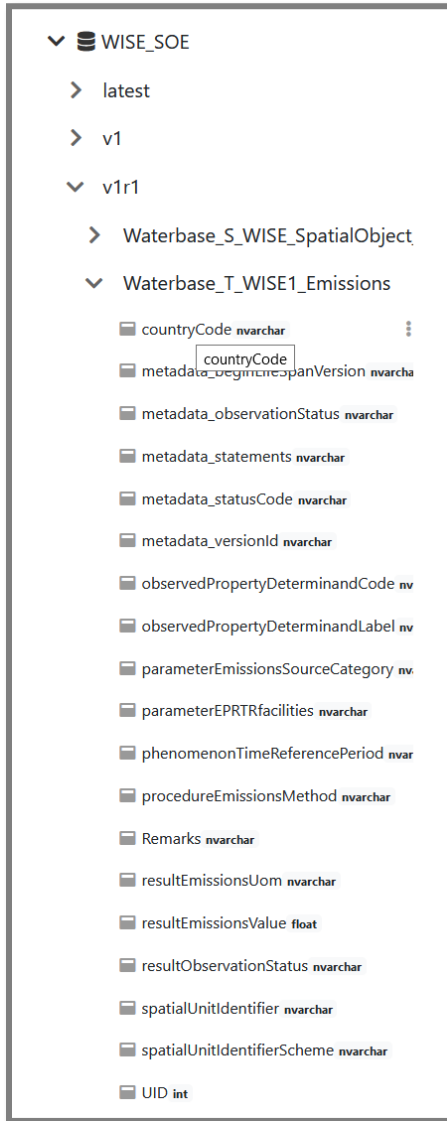 WISE_SOE
latest
v1
v1r1
Waterbase_S_WISE_SpatialObject
Waterbase_T_WISE1_Emissions
countryCode nvarchar
countryCode
metadata_beginLifeSpanVersion nvarcha
metadata_observationStatus nvarchar
metadata_statements nvarchar
metadata_statusCode nvarchar
metadata_versionId nvarchar
observedPropertyDeterminandCode nv
observedPropertyDeterminandLabel nv
parameterEmissionsSourceCategory nv
parameterEPRTRfacilities nvarchar
phenomenonTimeReferencePeriod nvar
procedureEmissionsMethod nvarchar
Remarks nvarchar
resultEmissionsUom nvarchar
resultEmissionsValue float
resultObservationStatus nvarchar
spatialUnitIdentifier nvarchar
spatialUnitIdentifierScheme nvarchar
UID int